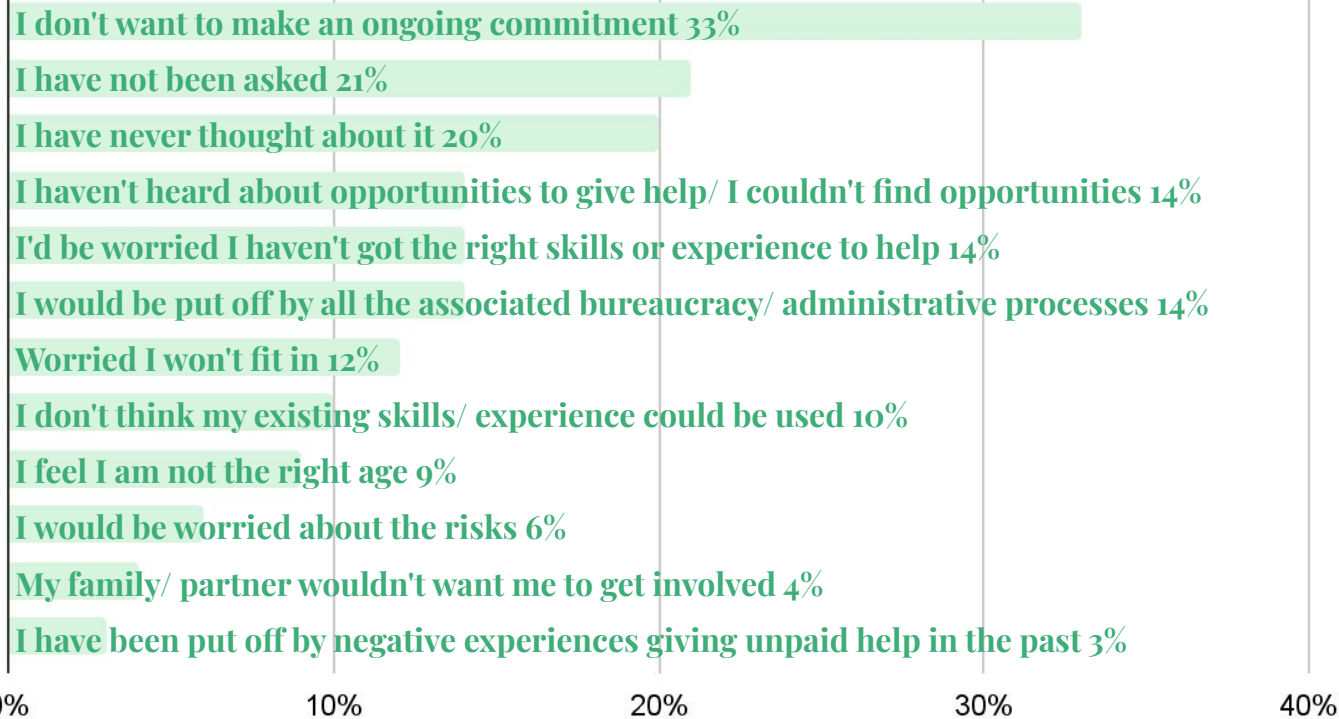 I don't want to make an ongoing commitment 33%
I have not been asked 21%
I have never thought about it 20%
I haven't heard about opportunities to give help/ I couldn't find opportunities 14%
I'd be worried I haven't got the right skills or experience to help 14%
I would be put off by all the associated bureaucracy/ administrative processes 14%
Worried I won't fit in 12%
I don't think my existing skills/ experience could be used 10%
I feel I am not the right age 9%
I would be worried about the risks 6%
My family/ partner wouldn't want me to get involved 4%
I have been put off by negative experiences giving unpaid help in the past 3%
0% 10% 20% 30% 40%